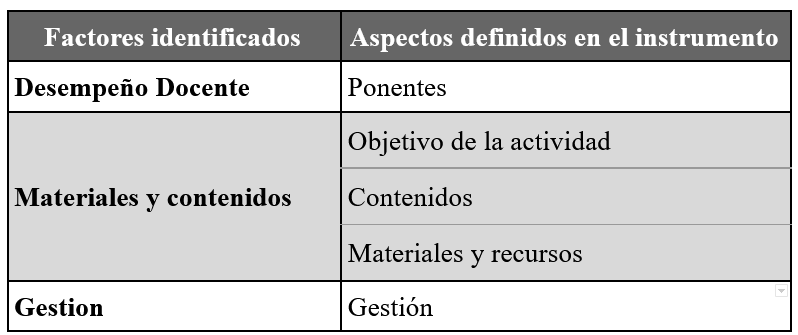 Factores identificados Aspectos definidos en el instrumento
Desempeño Docente Ponentes
Materiales y contenidos Objetivo de la actividad
Contenidos
Materiales y recursos
Gestion Gestión